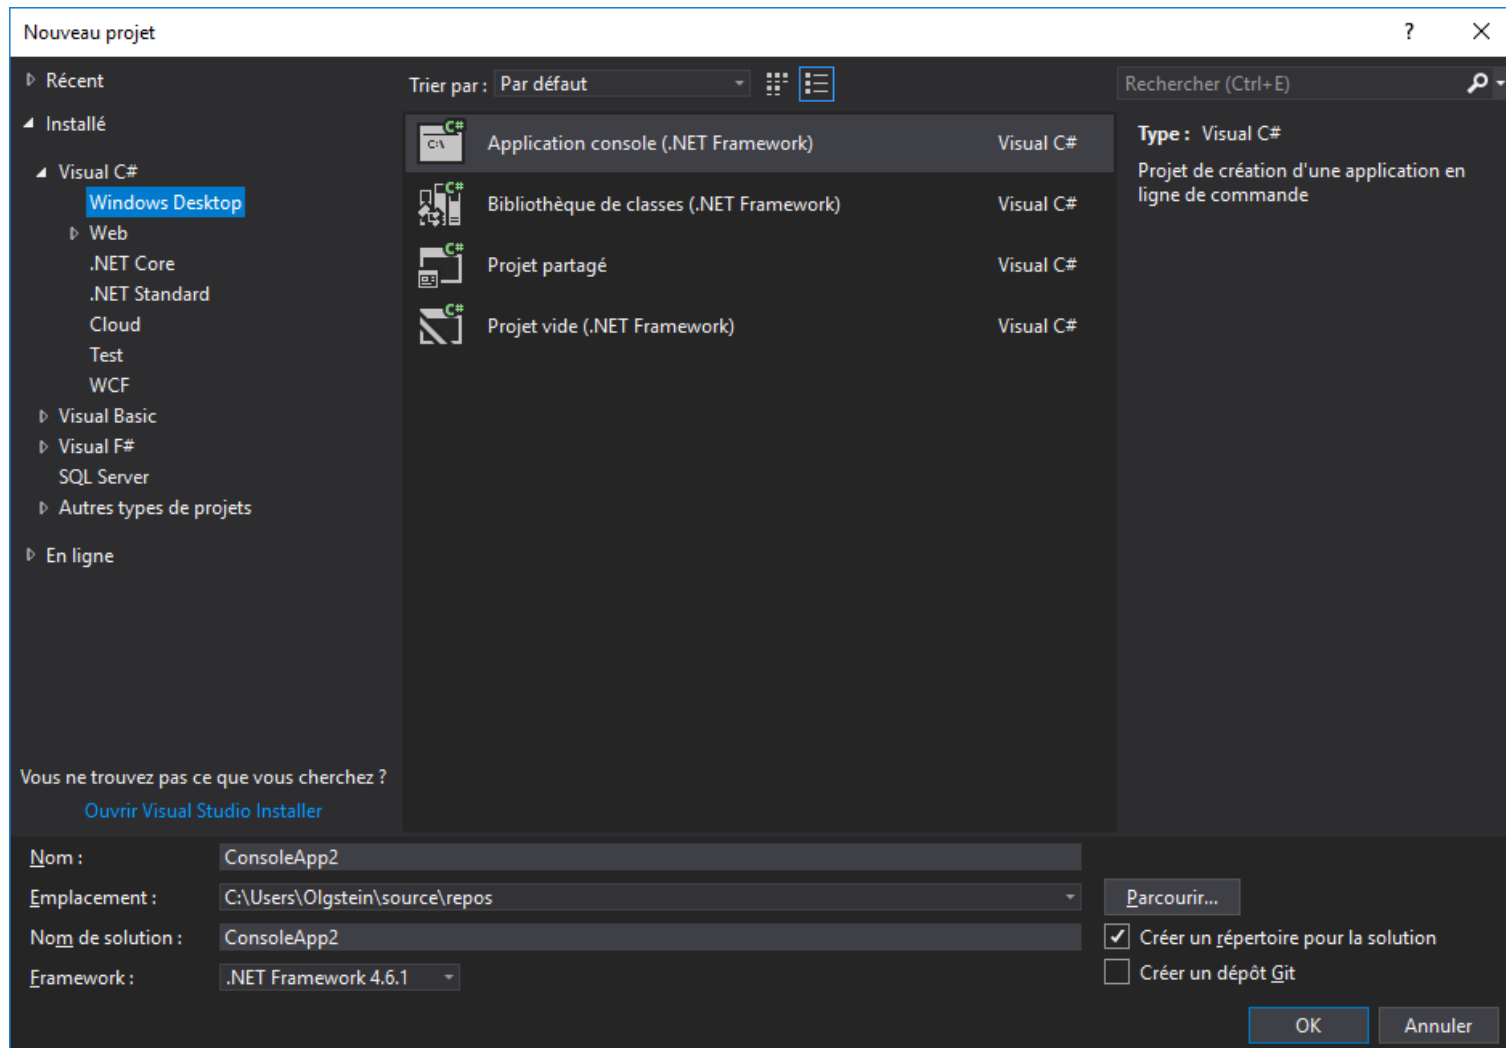 Nouveau projet
?
Récent
Installé
Visual C#
Windows Desktop
Web
.NET Core
.NET Standard
Cloud
Test
WCF
Visual Basic
Visual F#
SQL Server
Autres types de projets
En ligne
Vous ne trouvez pas ce que vous cherchez ?
Ouvrir Visual Studio Installer
Trier par : Par défaut
C# C:\ Application console (.NET Framework) Visual C#
C# Bibliothèque de classes (.NET Framework) Visual C#
C# Projet partagé Visual C#
C# Projet vide (.NET Framework) Visual C#
Rechercher (Ctrl+E)
Type : Visual C#
Projet de création d'une application en
ligne de commande
Nom : ConsoleApp2
Emplacement : C:\Users\Olgstein\source\repos
Nom de solution : ConsoleApp2
Framework : .NET Framework 4.6.1
Parcourir...
Créer un répertoire pour la solution
Créer un dépôt Git
OK Annuler